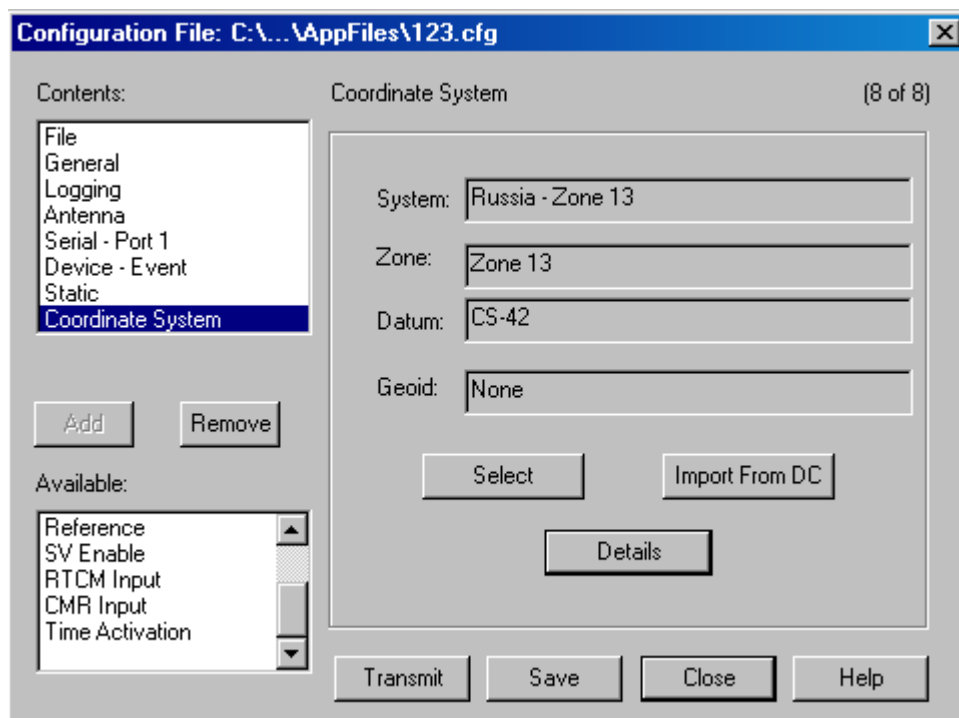 Configuration File: C:\...\AppFiles\123.cfg
Contents:
File
General
Logging
Antenna
Serial - Port 1
Device - Event
Static
Coordinate System
Add
Remove
Available:
Reference
SV Enable
RTCM Input
CMR Input
Time Activation
Coordinate System
(8 of 8)
System:
Russia - Zone 13
Zone:
Zone 13
Datum:
CS-42
Geoid:
None
Select
Import From DC
Details
Transmit
Save
Close
Help